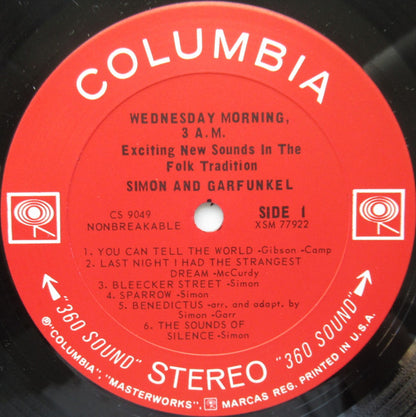 COLUMBIA
WEDNESDAY MORNING,
3 A.M.
Exciting New Sounds In The
Folk Tradition
SIMON AND GARFUNKEL
CS 9049
NONBREAKABLE
SIDE 1
XSM 77922
1. YOU CAN TELL THE WORLD -Gibson -Camp
2. LAST NIGHT I HAD THE STRANGEST
DREAM -McCurdy
3. BLEECKER STREET -Simon
4. SPARROW -Simon
5. BENEDICTUS -arr. and adapt. by
Simon -Garr
6. THE SOUNDS OF
SILENCE -Simon
"360 SOUND" STEREO "360 SOUND"
℗"COLUMBIA", "MASTERWORKS", MARCAS REG. PRINTED IN U.S.A.